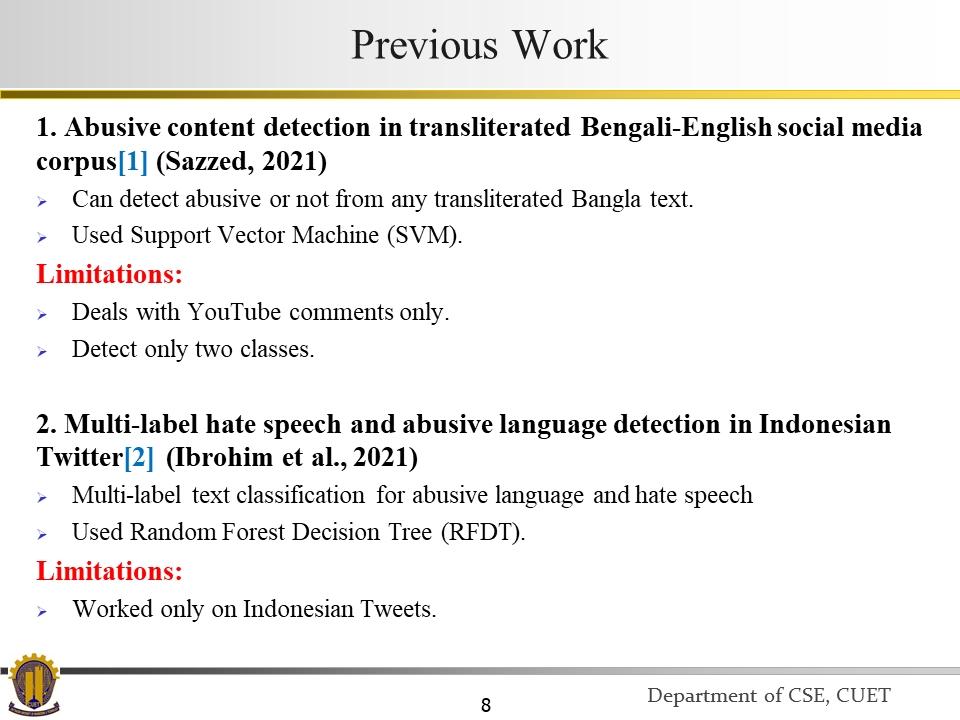 Previous Work
1. Abusive content detection in transliterated Bengali-English social media
corpus[1] (Sazzed, 2021)
Can detect abusive or not from any transliterated Bangla text.
Used Support Vector Machine (SVM).
Limitations:
Deals with YouTube comments only.
Detect only two classes.
2. Multi-label hate speech and abusive language detection in Indonesian
Twitter[2] (Ibrohim et al., 2021)
Multi-label text classification for abusive language and hate speech
Used Random Forest Decision Tree (RFDT).
Limitations:
Worked only on Indonesian Tweets.
CUET
8
Department of CSE, CUET